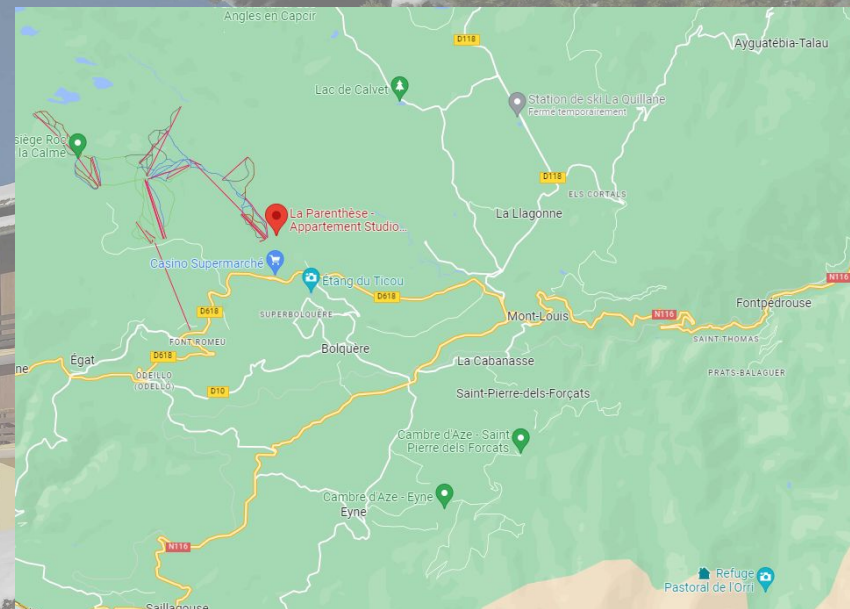 Angles en Capcir
D118
Ayguatébia-Talau
Lac de Calvet
Station de ski La Quillane
Fermé temporairement
siège Roc
la Calme
D118
ELS CORTALS
La Llagonne
La Parenthèse -
Appartement Studio...
Casino Supermarché
Etang du Ticou
N116
D618
Fontpédrouse
D618
SUPERBOLQUÈRE
Mont-Louis
N116
SAINT-THOMAS
FONT-ROMEU
Bolquère
D618
Égat
ne
La Cabanasse
PRATS-BALAGUER
ODEILLO
(ODELLO)
D10
Saint-Pierre-dels-Forçats
Cambre d'Aze - Saint
Pierre dels Forcats
Cambre d'Aze - Eyne
Eyne
N116
Refuge
Pastoral de l'Orri
Saillagouse